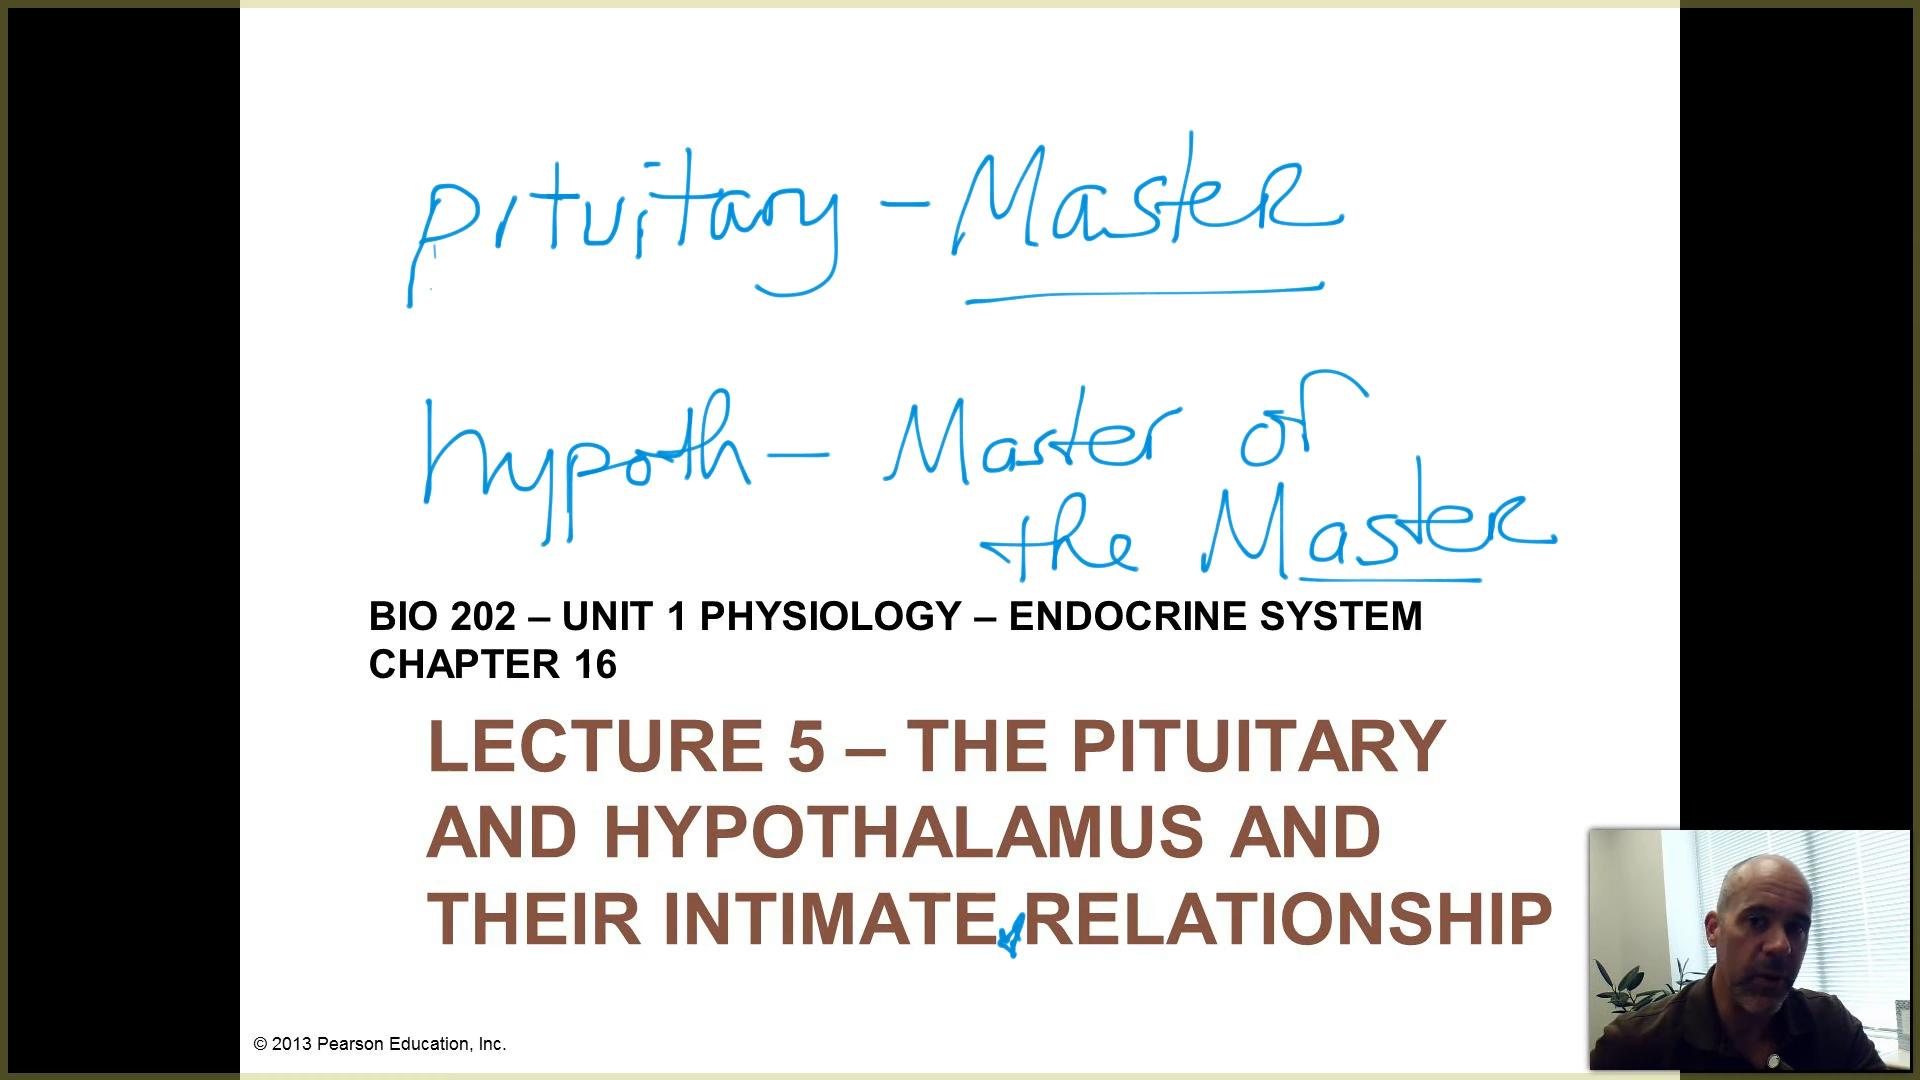 pituitary – Master
hypoth – Master of
the Master
BIO 202 – UNIT 1 PHYSIOLOGY – ENDOCRINE SYSTEM
CHAPTER 16
LECTURE 5 – THE PITUITARY
AND HYPOTHALAMUS AND
THEIR INTIMATE RELATIONSHIP
© 2013 Pearson Education, Inc.